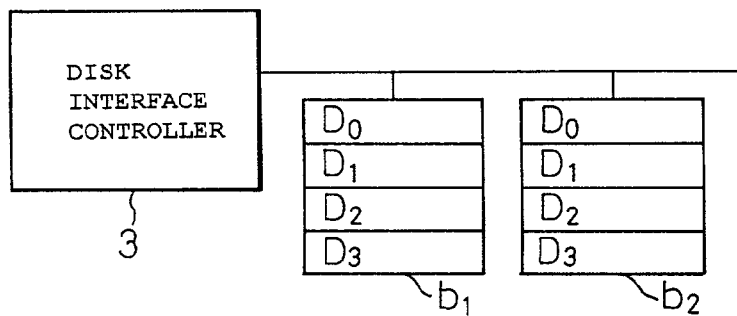 DISK
INTERFACE
CONTROLLER
3
D0
D1
D2
D3
b1
D0
D1
D2
D3
b2